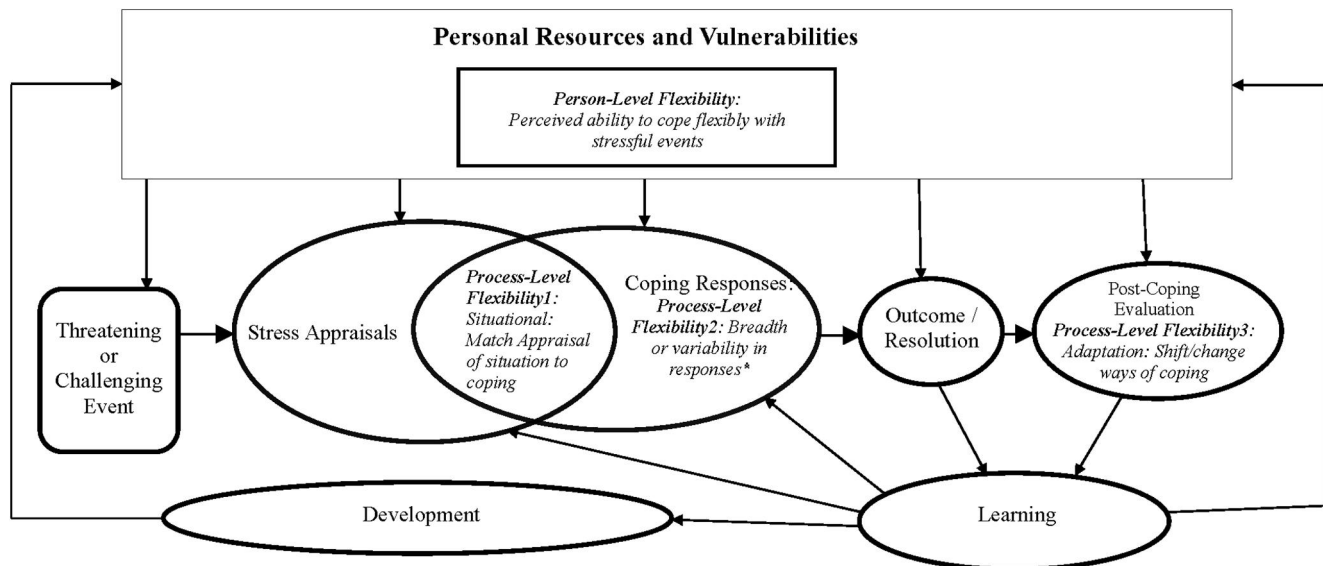 Personal Resources and Vulnerabilities
Person-Level Flexibility:
Perceived ability to cope flexibly with
stressful events
Threatening
or
Challenging
Event
Stress Appraisals
Process-Level
Flexibility1:
Situational:
Match Appraisal
of situation to
coping
Coping Responses:
Process-Level
Flexibility2: Breadth
or variability in
responses*
Outcome /
Resolution
Post-Coping
Evaluation
Process-Level Flexibility3:
Adaptation: Shift/change
ways of coping
Development
Learning